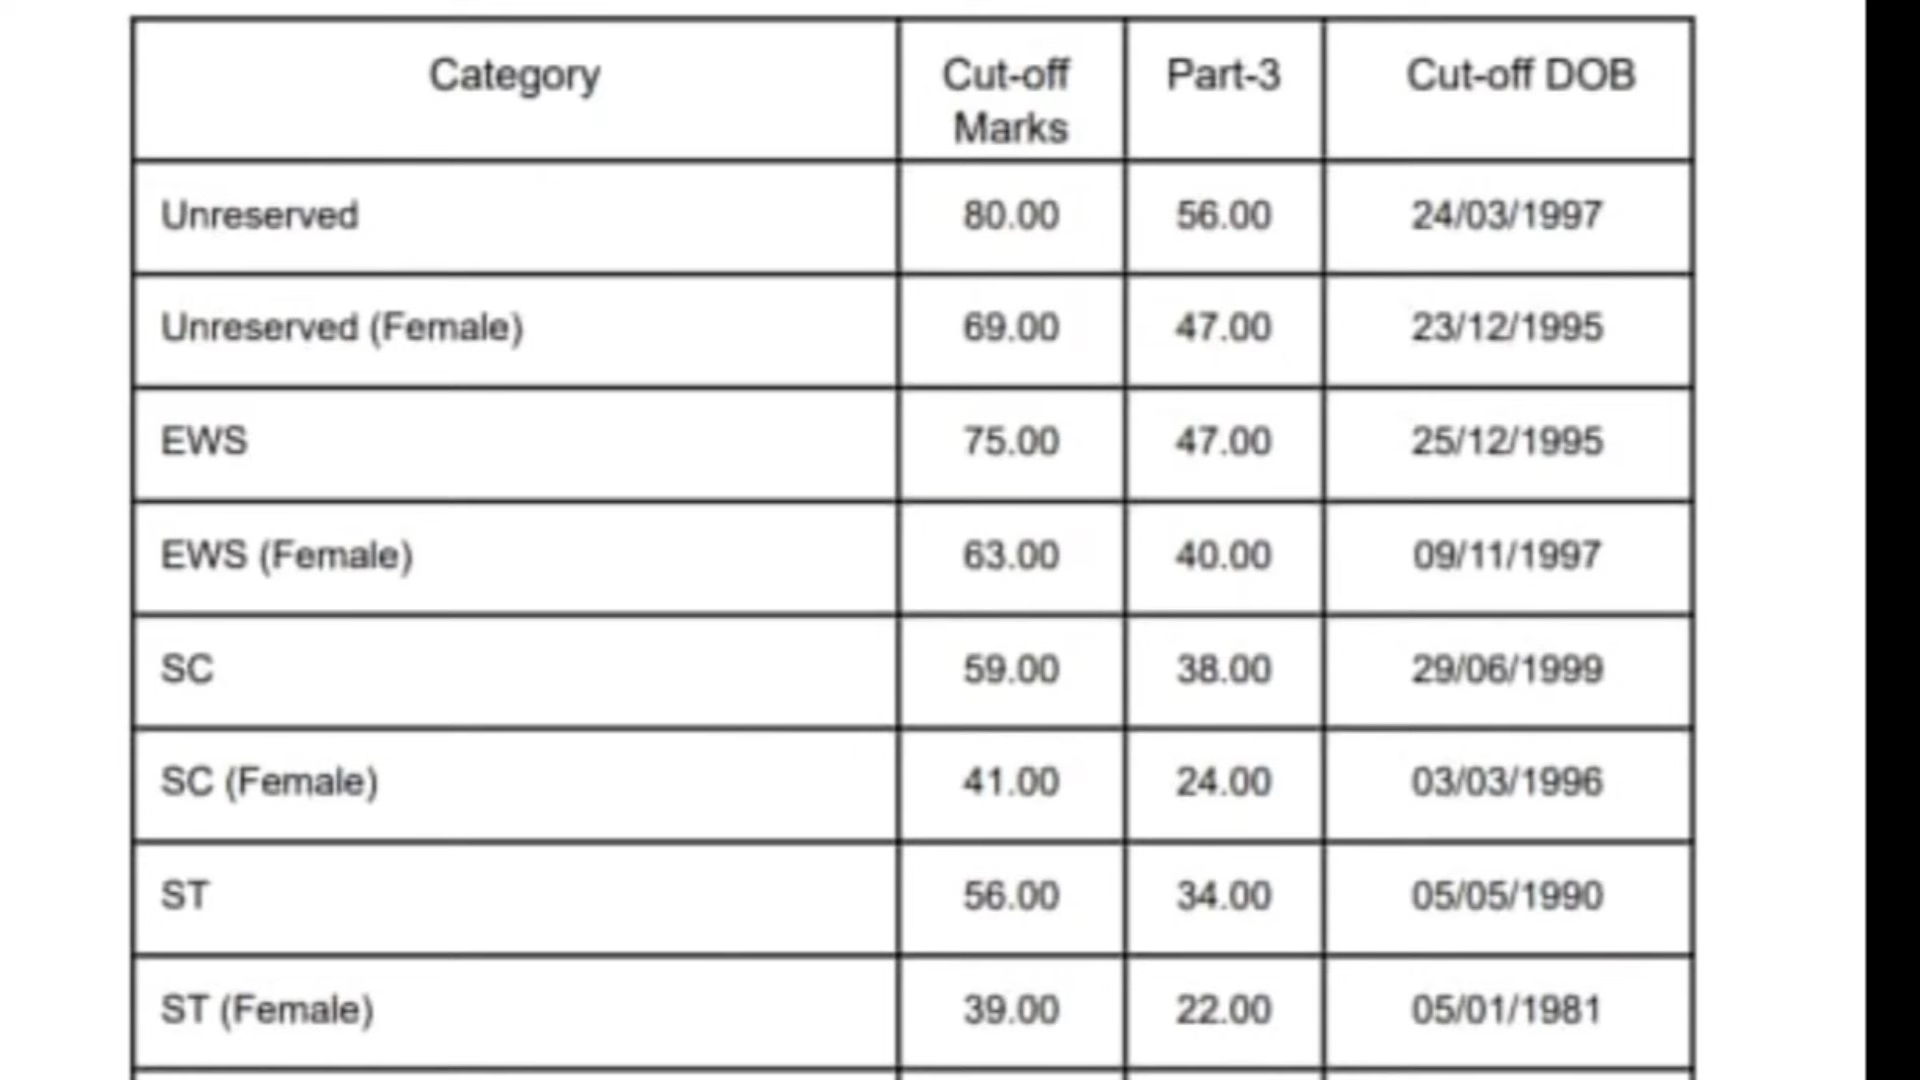 Category Cut-off Marks Part-3 Cut-off DOB
Unreserved 80.00 56.00 24/03/1997
Unreserved (Female) 69.00 47.00 23/12/1995
EWS 75.00 47.00 25/12/1995
EWS (Female) 63.00 40.00 09/11/1997
SC 59.00 38.00 29/06/1999
SC (Female) 41.00 24.00 03/03/1996
ST 56.00 34.00 05/05/1990
ST (Female) 39.00 22.00 05/01/1981